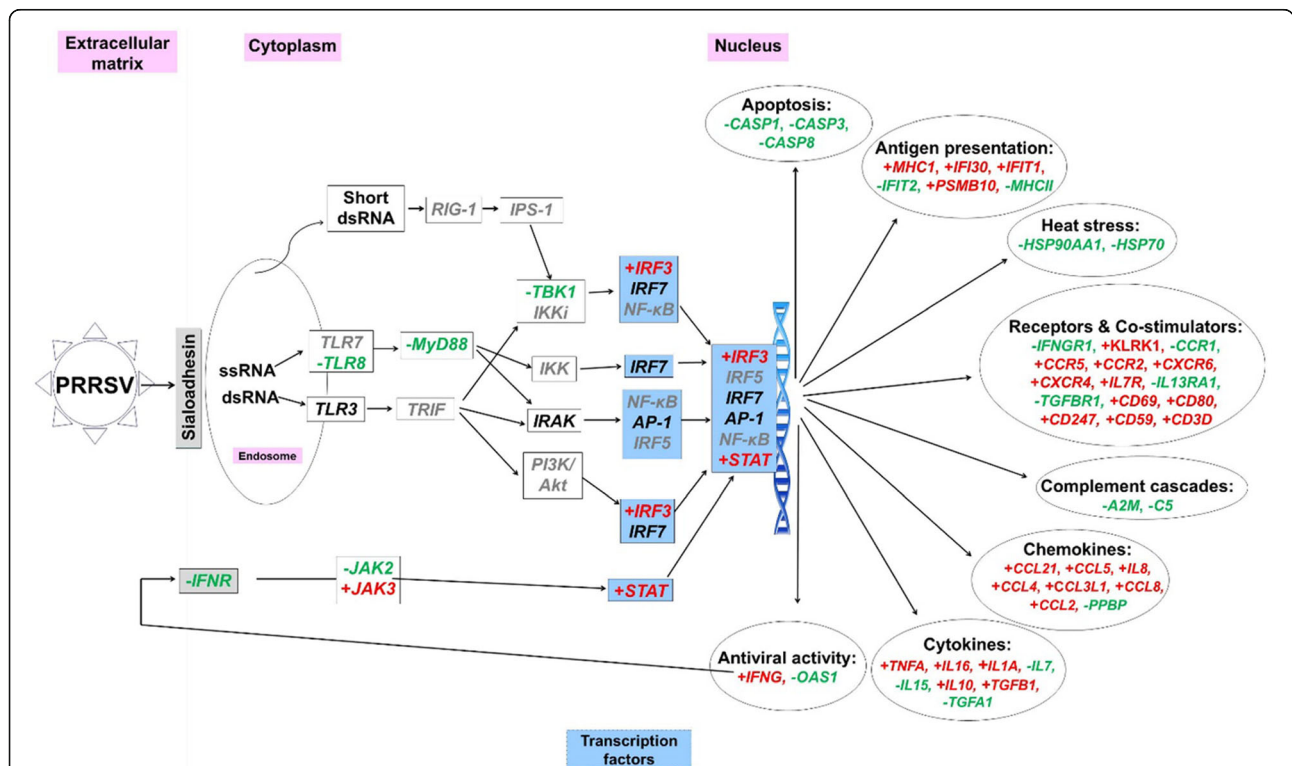 Extracellular
matrix
Cytoplasm
Nucleus
PRRSV
Sialoadhesin
Short
dsRNA
RIG-1
IPS-1
ssRNA
dsRNA
Endosome
TLR7
-TLR8
TLR3
-MyD88
TRIF
-TBK1
IKKi
IKK
IRAK
PI3K/
Akt
+IRF3
IRF7
NF-κB
IRF7
NF-κB
AP-1
IRF5
+IRF3
IRF7
-IFNR
-JAK2
+JAK3
+STAT
+IRF3
IRF5
IRF7
AP-1
NF-κB
+STAT
Apoptosis:
-CASP1, -CASP3,
-CASP8
Antigen presentation:
+MHC1, +IFI30, +IFIT1,
-IFIT2, +PSMB10, -MHCII
Heat stress:
-HSP90AA1, -HSP70
Receptors & Co-stimulators:
-IFNGR1, +KLRK1, -CCR1,
+CCR5, +CCR2, +CXCR6,
+CXCR4, +IL7R, -IL13RA1,
-TGFBR1, +CD69, +CD80,
+CD247, +CD59, +CD3D
Complement cascades:
-A2M, -C5
Chemokines:
+CCL21, +CCL5, +IL8,
+CCL4, +CCL3L1, +CCL8,
+CCL2, -PPBP
Cytokines:
+TNFA, +IL16, +IL1A, -IL7,
-IL15, +IL10, +TGFB1,
-TGFA1
Antiviral activity:
+IFNG, -OAS1
Transcription
factors